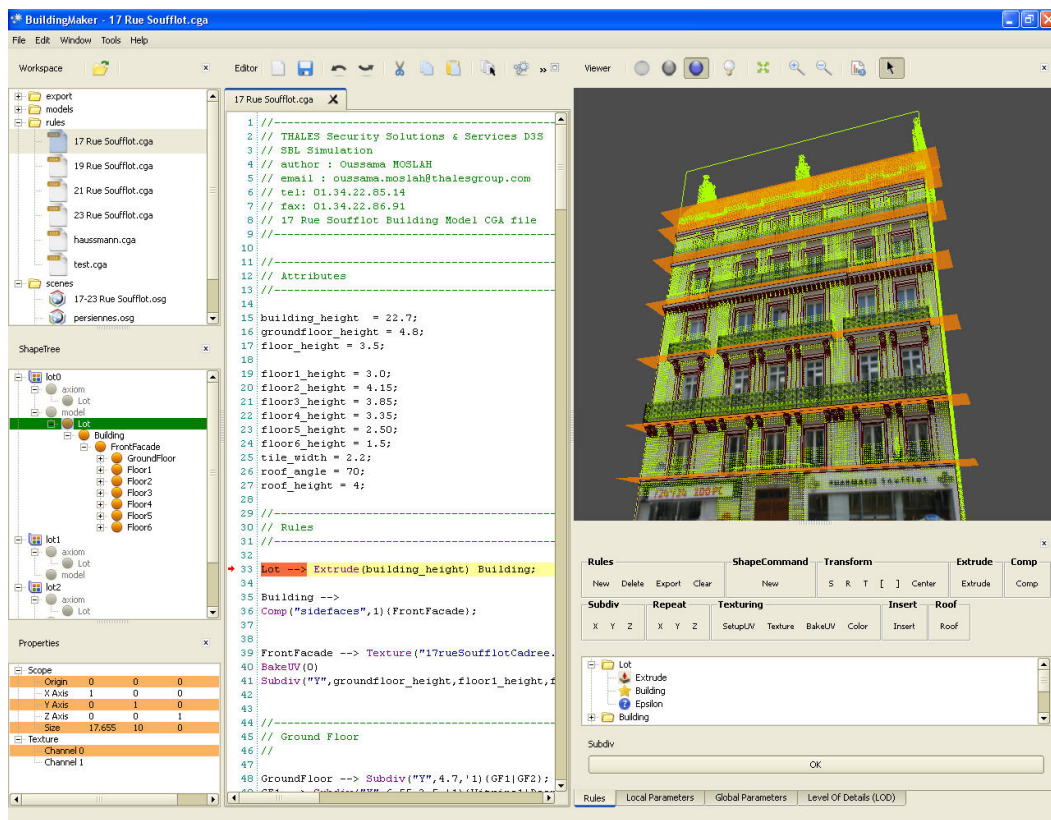 BuildingMaker - 17 Rue Soufflot.cga
File Edit Window Tools Help
Workspace
export
models
rules
17 Rue Soufflot.cga
19 Rue Soufflot.cga
21 Rue Soufflot.cga
23 Rue Soufflot.cga
haussmann.cga
test.cga
scenes
17-23 Rue Soufflot.osg
persiennes.osg
ShapeTree
lot0
axiom
Lot
model
Lot
Building
FrontFacade
GroundFloor
Floor1
Floor2
Floor3
Floor4
Floor5
Floor6
lot1
axiom
Lot
model
lot2
axiom
Lot
Properties
Scope
Origin 0 0 0
X Axis 1 0 0
Y Axis 0 1 0
Z Axis 0 0 1
Size 17.655 10 0
Texture
Channel 0
Channel 1
Editor
17 Rue Soufflot.cga
1 //
2 // THALES Security Solutions & Services D3S
3 // SBL Simulation
4 // author : Oussama MOSLAH
5 // email : oussama.moslah@thalesgroup.com
6 // tel: 01.34.22.85.14
7 // fax: 01.34.22.86.91
8 // 17 Rue Soufflot Building Model CGA file
9 //
10
11 //
12 // Attributes
13 //
14
15 building_height = 22.7;
16 groundfloor_height = 4.8;
17 floor_height = 3.5;
18
19 floor1_height = 3.0;
20 floor2_height = 4.15;
21 floor3_height = 3.85;
22 floor4_height = 3.35;
23 floor5_height = 2.50;
24 floor6_height = 1.5;
25 tile_width = 2.2;
26 roof_angle = 70;
27 roof_height = 4;
28
29 //
30 // Rules
31 //
32
33 Lot --> Extrude(building_height) Building;
34
35 Building -->
36 Comp("sidefaces",1){FrontFacade};
37
38
39 FrontFacade --> Texture("17rueSoufflotCadree.
40 BakeUV(0)
41 Subdiv("Y",groundfloor_height,floor1_height,f
42
43
44 //
45 // Ground Floor
46 //
47
48 GroundFloor --> Subdiv("Y",4.7,'1){GF1|GF2};
Viewer
Rules ShapeCommand Transform Extrude Comp
New Delete Export Clear New S R T [ ] Center Extrude Comp
Subdiv Repeat Texturing Insert Roof
X Y Z X Y Z SetupUV Texture BakeUV Color Insert Roof
Lot
Extrude
Building
Epsilon
Building
Subdiv
OK
Rules Local Parameters Global Parameters Level Of Details (LOD)